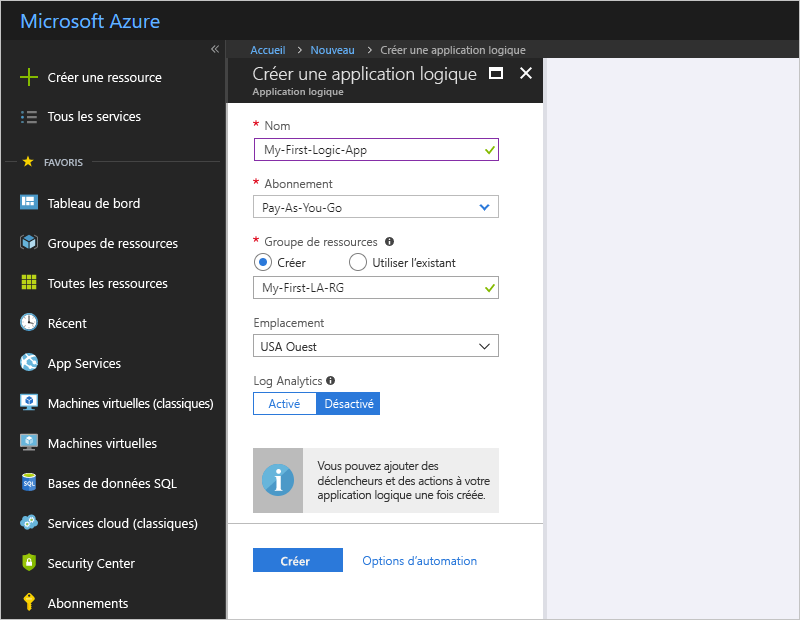 Microsoft Azure
Accueil > Nouveau > Créer une application logique
Créer une ressource
Tous les services
FAVORIS
Tableau de bord
Groupes de ressources
Toutes les ressources
Récent
App Services
Machines virtuelles (classiques)
Machines virtuelles
SQL
Bases de données SQL
Services cloud (classiques)
Security Center
Abonnements
Créer une application logique
Application logique
* Nom
My-First-Logic-App
* Abonnement
Pay-As-You-Go
* Groupe de ressources
Créer Utiliser l'existant
My-First-LA-RG
Emplacement
USA Ouest
Log Analytics
Activé Désactivé
Vous pouvez ajouter des
déclencheurs et des actions à votre
application logique une fois créée.
Créer Options d'automation